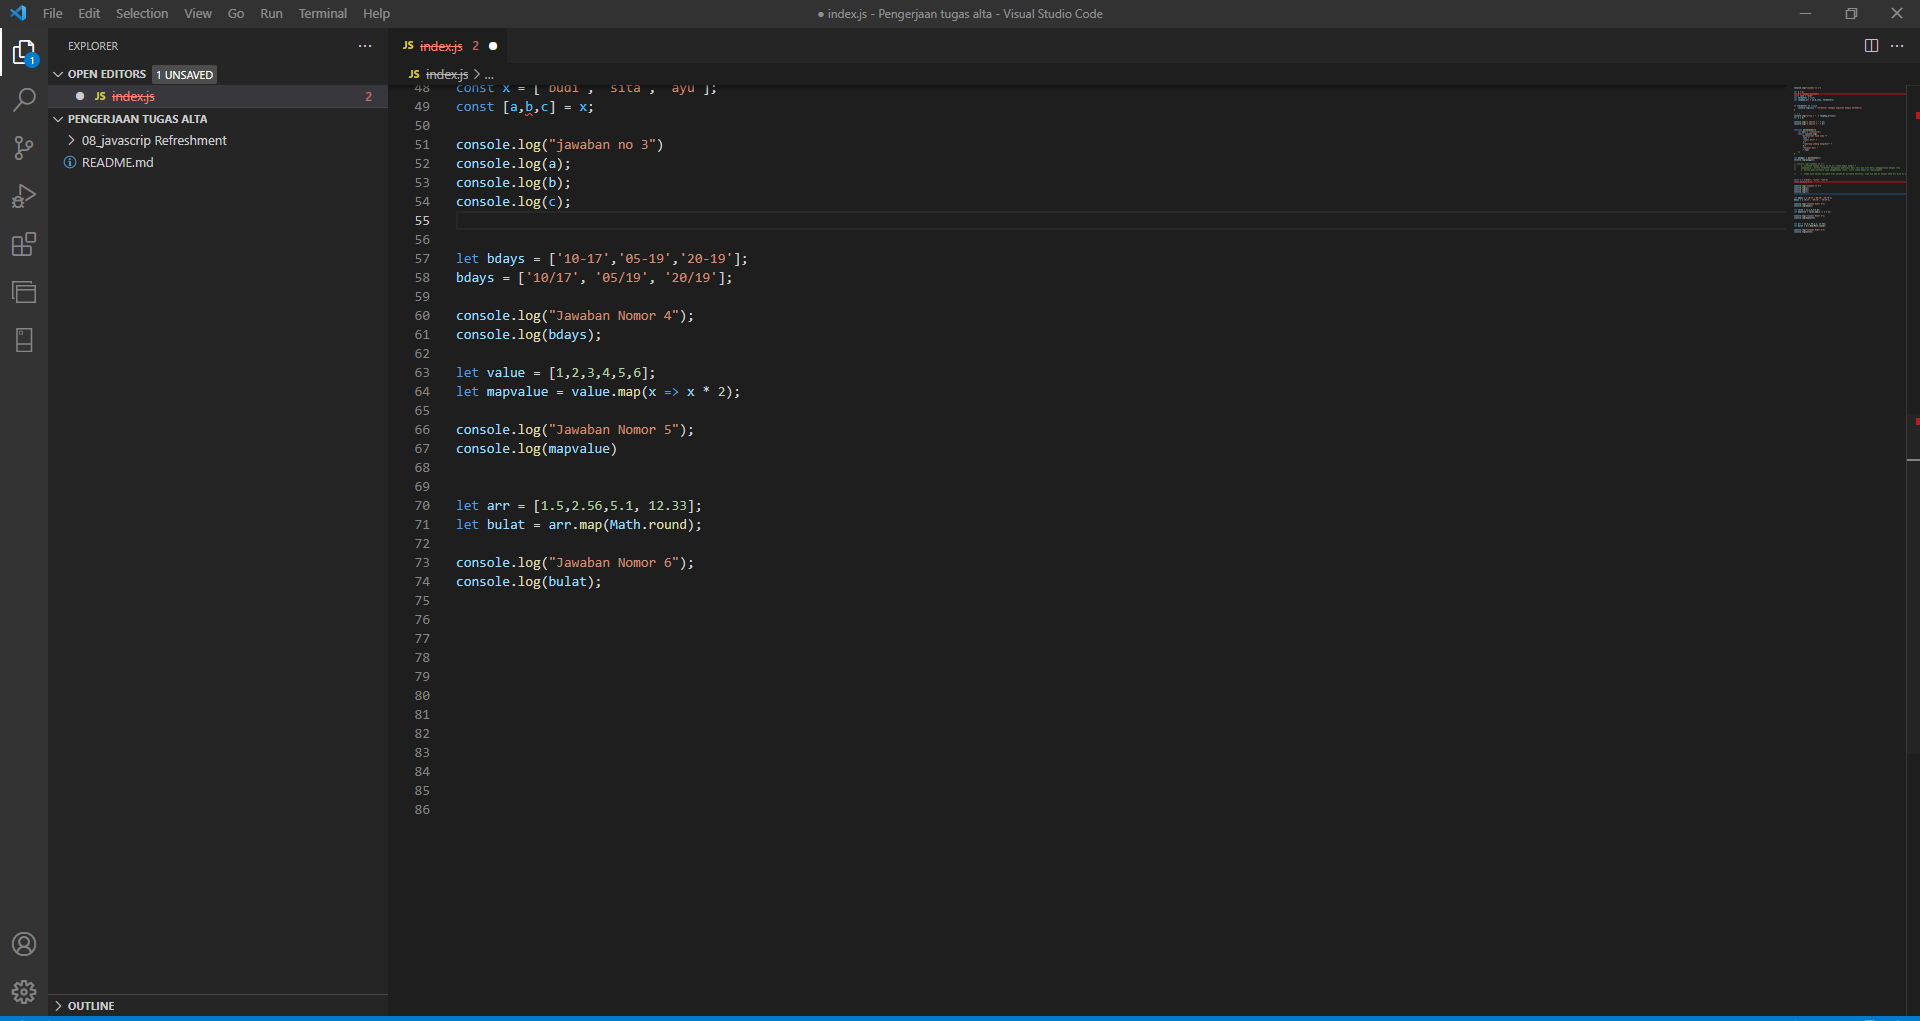 File Edit Selection View Go Run Terminal Help
● index.js - Pengerjaan tugas alta - Visual Studio Code
EXPLORER
OPEN EDITORS 1 UNSAVED
JS index.js 2
PENGERJAAN TUGAS ALTA
08_javascrip Refreshment
README.md
OUTLINE
1
JS index.js 2
JS index.js > ...
48 const x = ["budi", "sita", "ayu"];
49 const [a,b,c] = x;
50
51 console.log("jawaban no 3")
52 console.log(a);
53 console.log(b);
54 console.log(c);
55
56
57 let bdays = ['10-17','05-19','20-19'];
58 bdays = ['10/17', '05/19', '20/19'];
59
60 console.log("Jawaban Nomor 4");
61 console.log(bdays);
62
63 let value = [1,2,3,4,5,6];
64 let mapvalue = value.map(x => x * 2);
65
66 console.log("Jawaban Nomor 5");
67 console.log(mapvalue)
68
69
70 let arr = [1.5,2.56,5.1, 12.33];
71 let bulat = arr.map(Math.round);
72
73 console.log("Jawaban Nomor 6");
74 console.log(bulat);
75
76
77
78
79
80
81
82
83
84
85
86